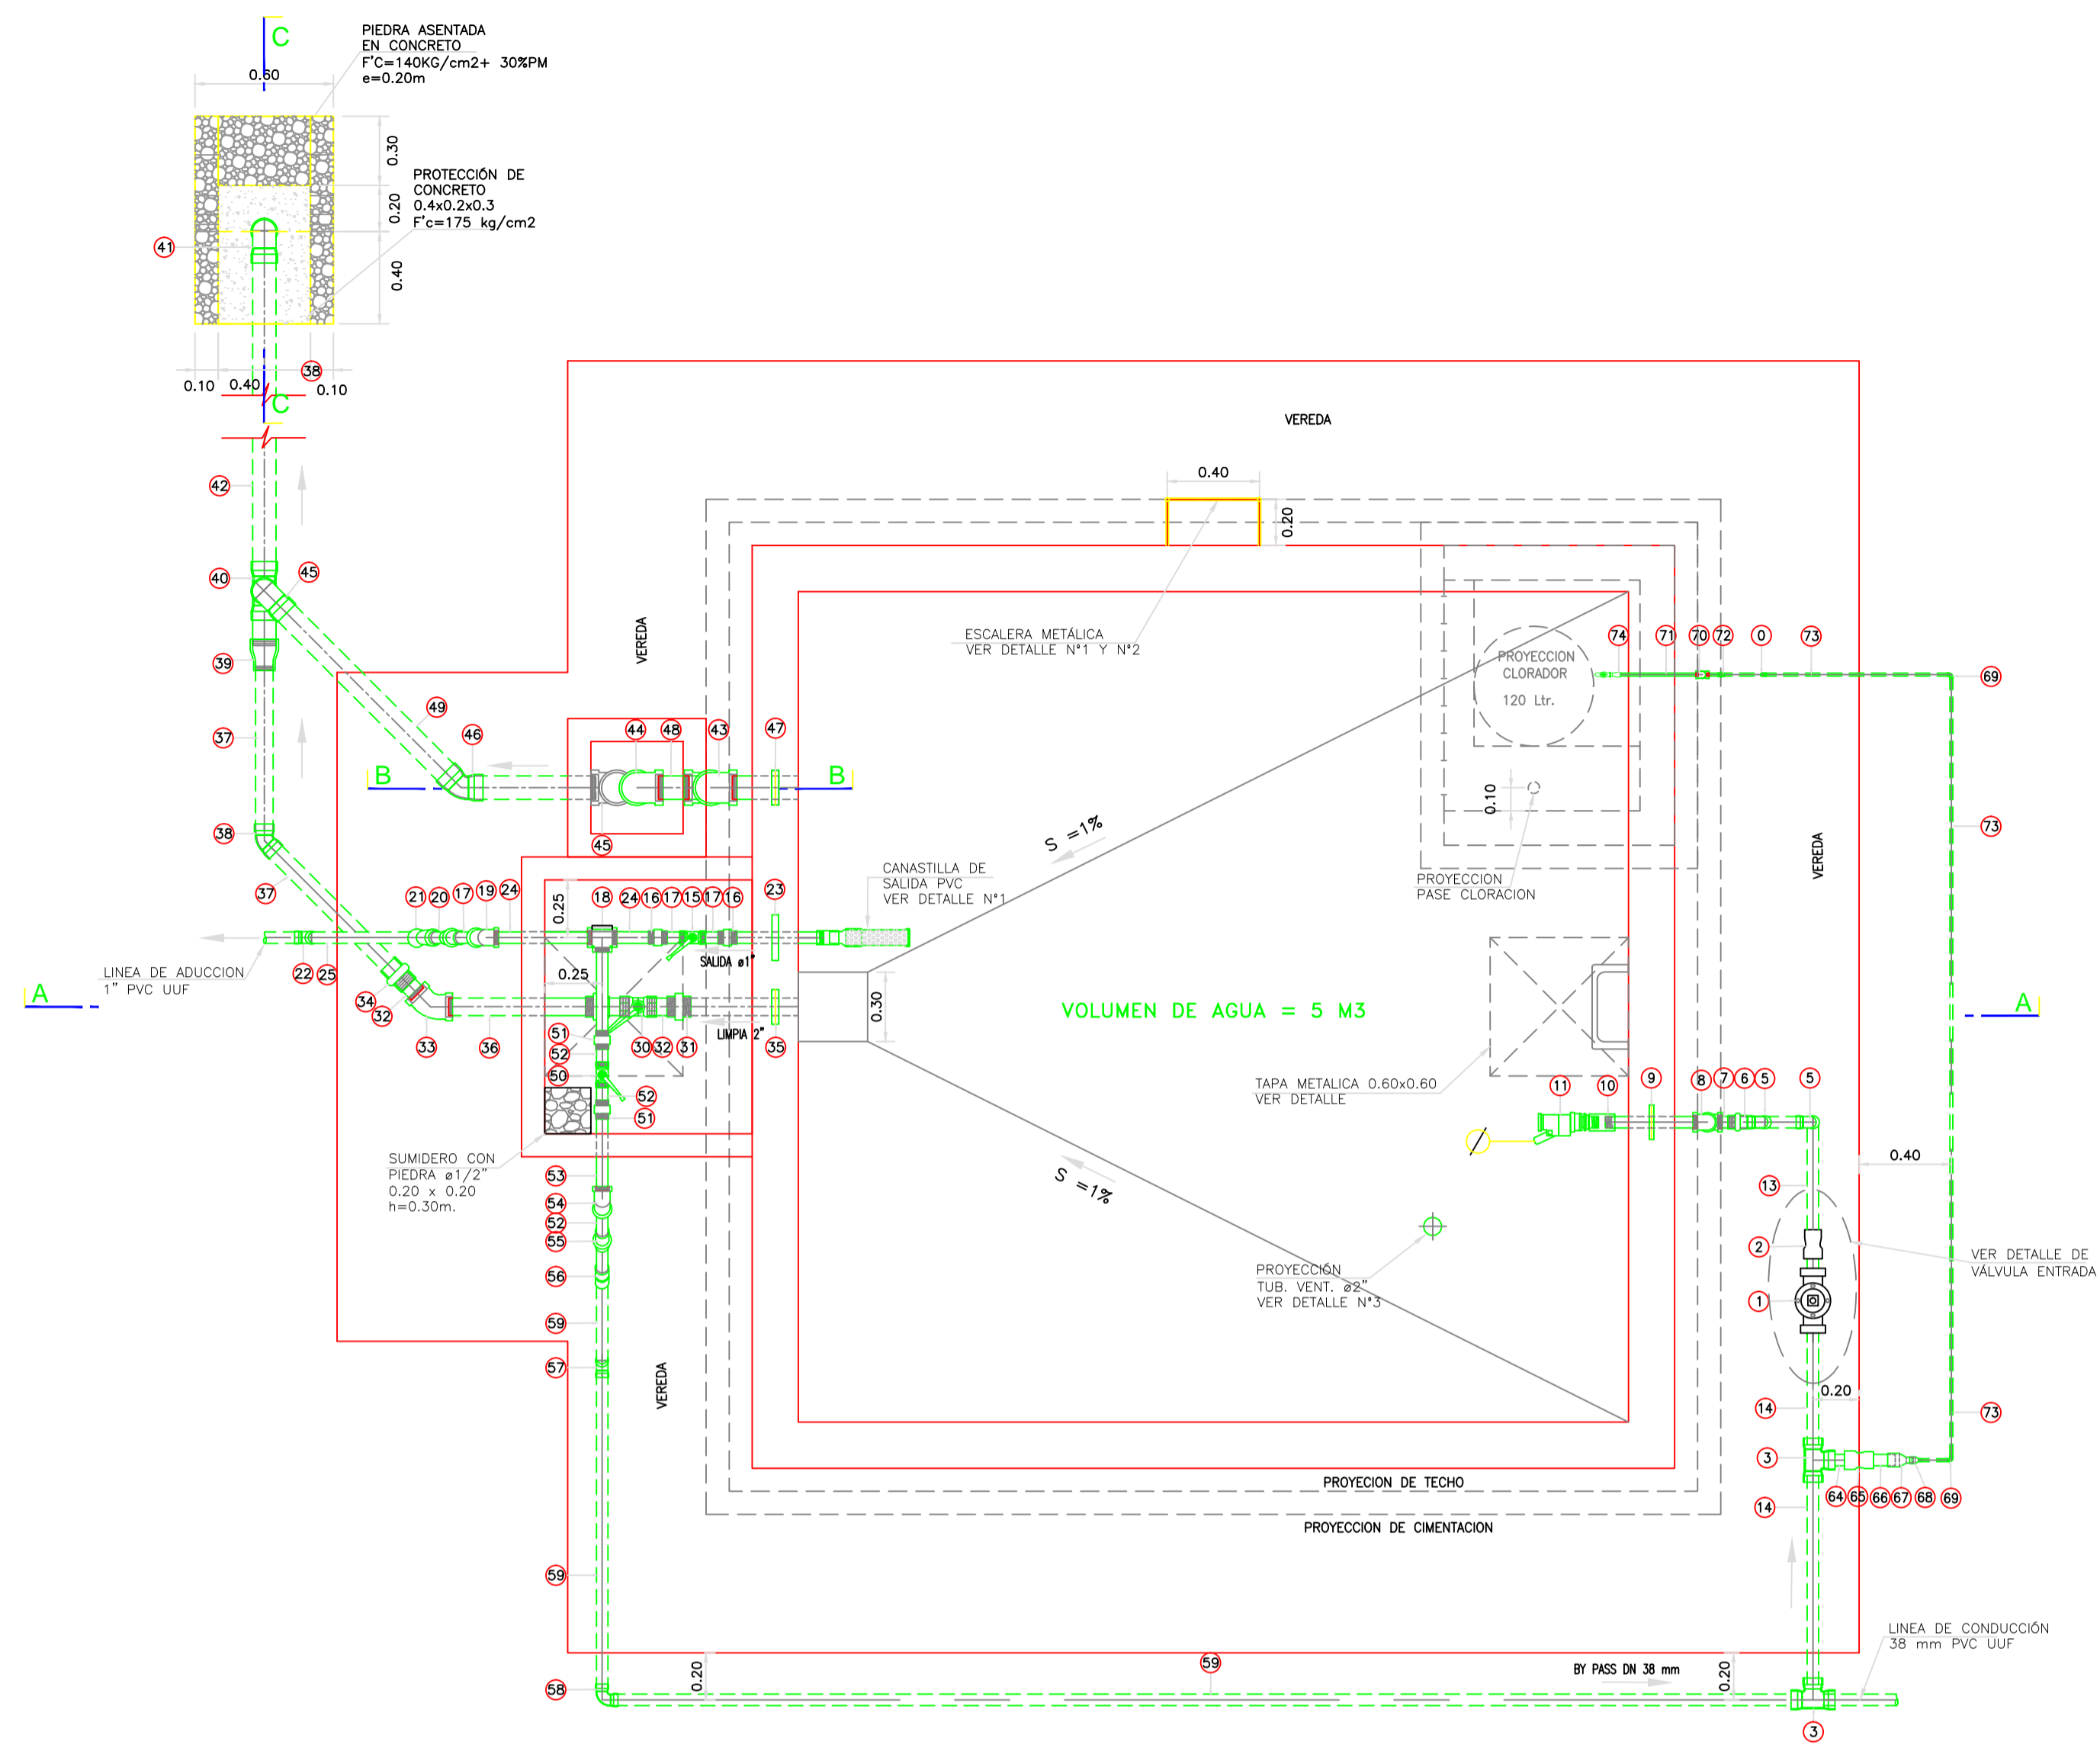 C
PIEDRA ASENTADA
EN CONCRETO
F'C=140KG/cm2+ 30%PM
e=0.20m
0.60
0.30
PROTECCIÓN DE
CONCRETO
0.4x0.2x0.3
F'c=175 kg/cm2
0.20
41
0.40
38
0.10
0.40
0.10
C
VEREDA
42
0.40
0.20
40
45
VEREDA
ESCALERA METÁLICA
VER DETALLE N°1 Y N°2
39
74
71
70
72
0
73
PROYECCION
CLORADOR
120 Ltr.
69
49
37
46
44
48
43
47
B
B
0.10
38
45
S =1%
73
VEREDA
CANASTILLA DE
SALIDA PVC
VER DETALLE N°1
PROYECCION
PASE CLORACION
37
21
20
17
19
24
0.25
18
24
16
17
15
17
16
23
SALIDA ø1"
LINEA DE ADUCCION
1" PVC UUF
22
25
0.25
34
32
33
36
A
LIMPIA 2"
0.30
VOLUMEN DE AGUA = 5 M3
A
51
30
32
31
35
52
50
52
51
TAPA METALICA 0.60x0.60
VER DETALLE
11
10
9
8
7
6
5
5
0.40
SUMIDERO CON
PIEDRA ø1/2"
0.20 x 0.20
h=0.30m.
53
54
52
55
56
S =1%
13
2
VER DETALLE DE
VÁLVULA ENTRADA
1
PROYECCIÓN
TUB. VENT. ø2"
VER DETALLE N°3
59
57
VEREDA
0.20
14
73
3
PROYECION DE TECHO
64
65
66
67
68
69
14
PROYECCION DE CIMENTACION
59
LINEA DE CONDUCCIÓN
38 mm PVC UUF
0.20
59
BY PASS DN 38 mm
0.20
58
3